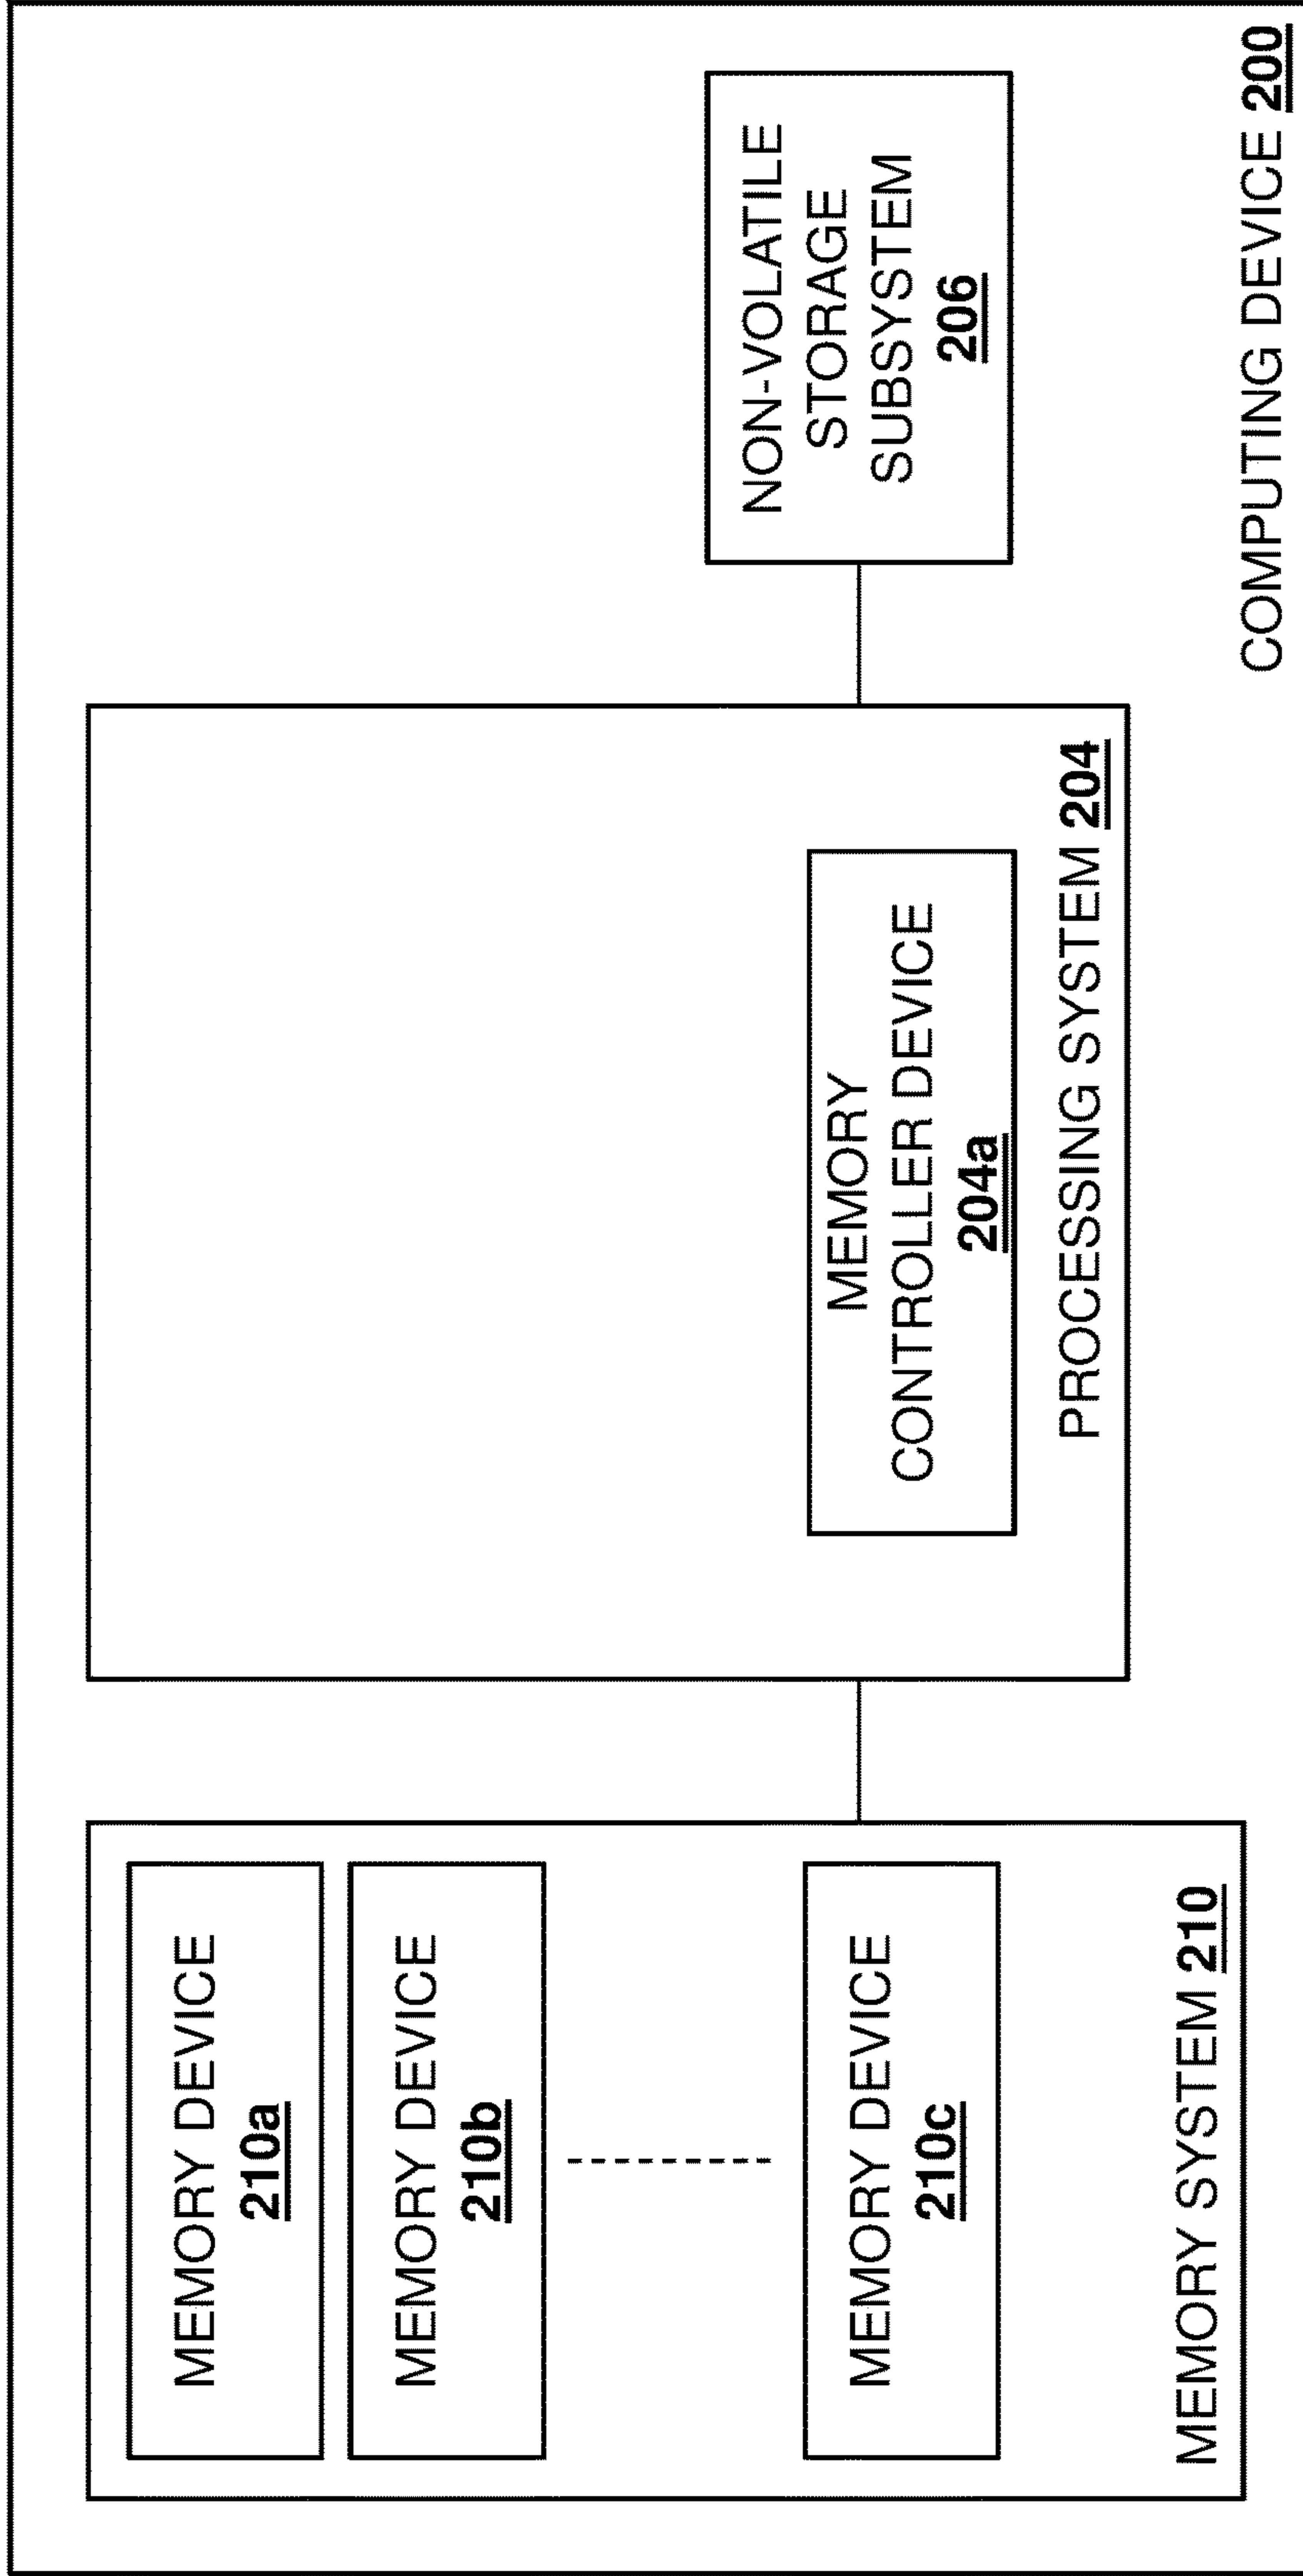 MEMORY DEVICE
210a
MEMORY DEVICE
210b
MEMORY DEVICE
210c
MEMORY SYSTEM 210
MEMORY
CONTROLLER DEVICE
204a
PROCESSING SYSTEM 204
NON-VOLATILE
STORAGE
SUBSYSTEM
206
COMPUTING DEVICE 200